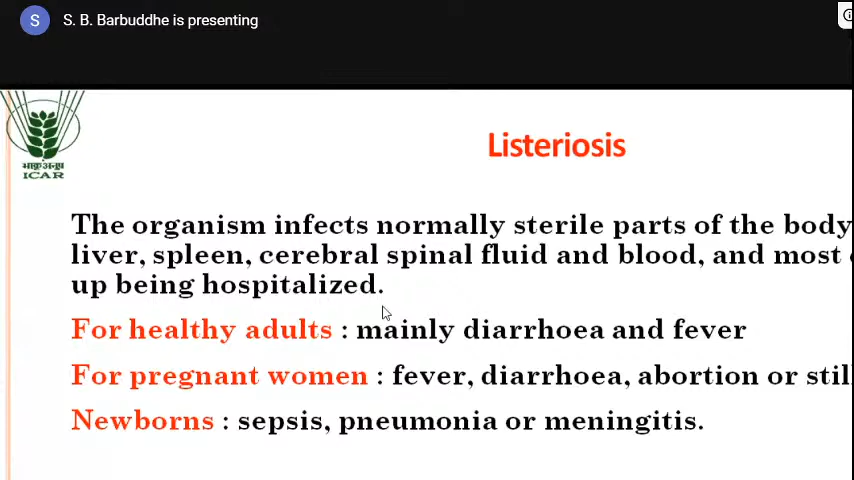 S
S. B. Barbuddhe is presenting
भाकृअनुप
ICAR
Listeriosis
The organism infects normally sterile parts of the body
liver, spleen, cerebral spinal fluid and blood, and most
up being hospitalized.
For healthy adults : mainly diarrhoea and fever
For pregnant women : fever, diarrhoea, abortion or
Newborns : sepsis, pneumonia or meningitis.